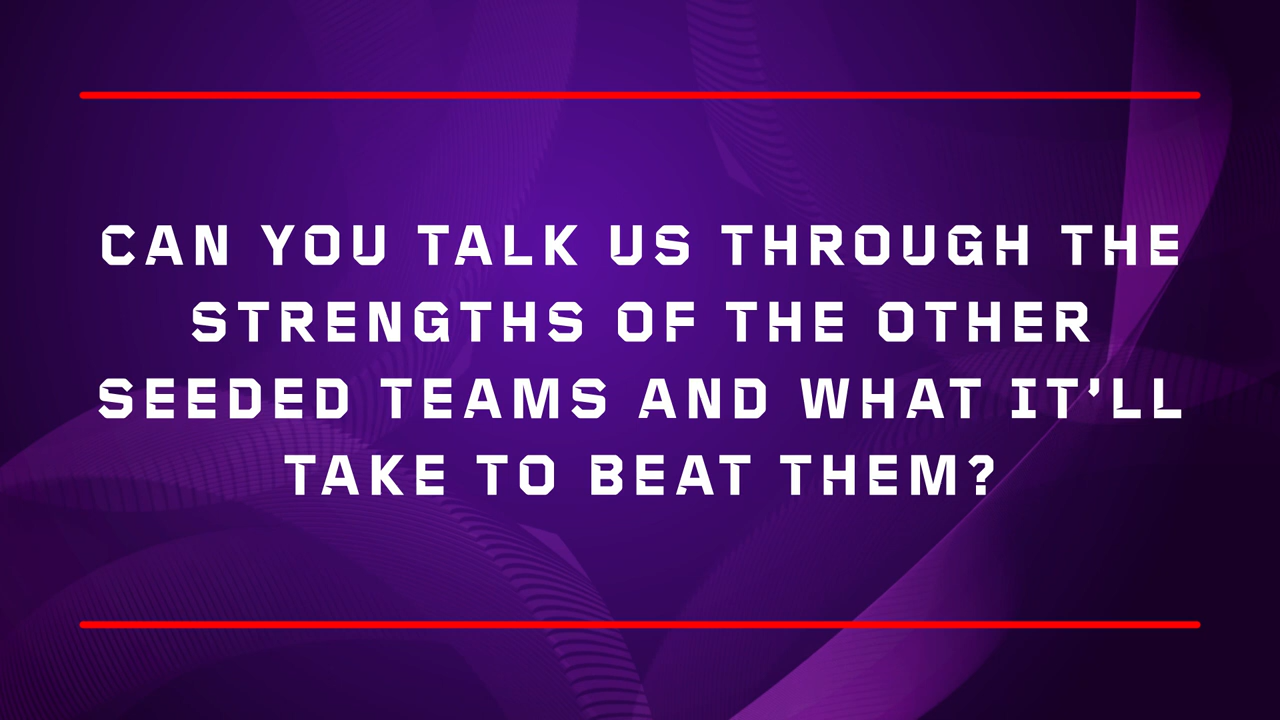 CAN YOU TALK US THROUGH THE
STRENGTHS OF THE OTHER
SEEDED TEAMS AND WHAT IT'LL
TAKE TO BEAT THEM?